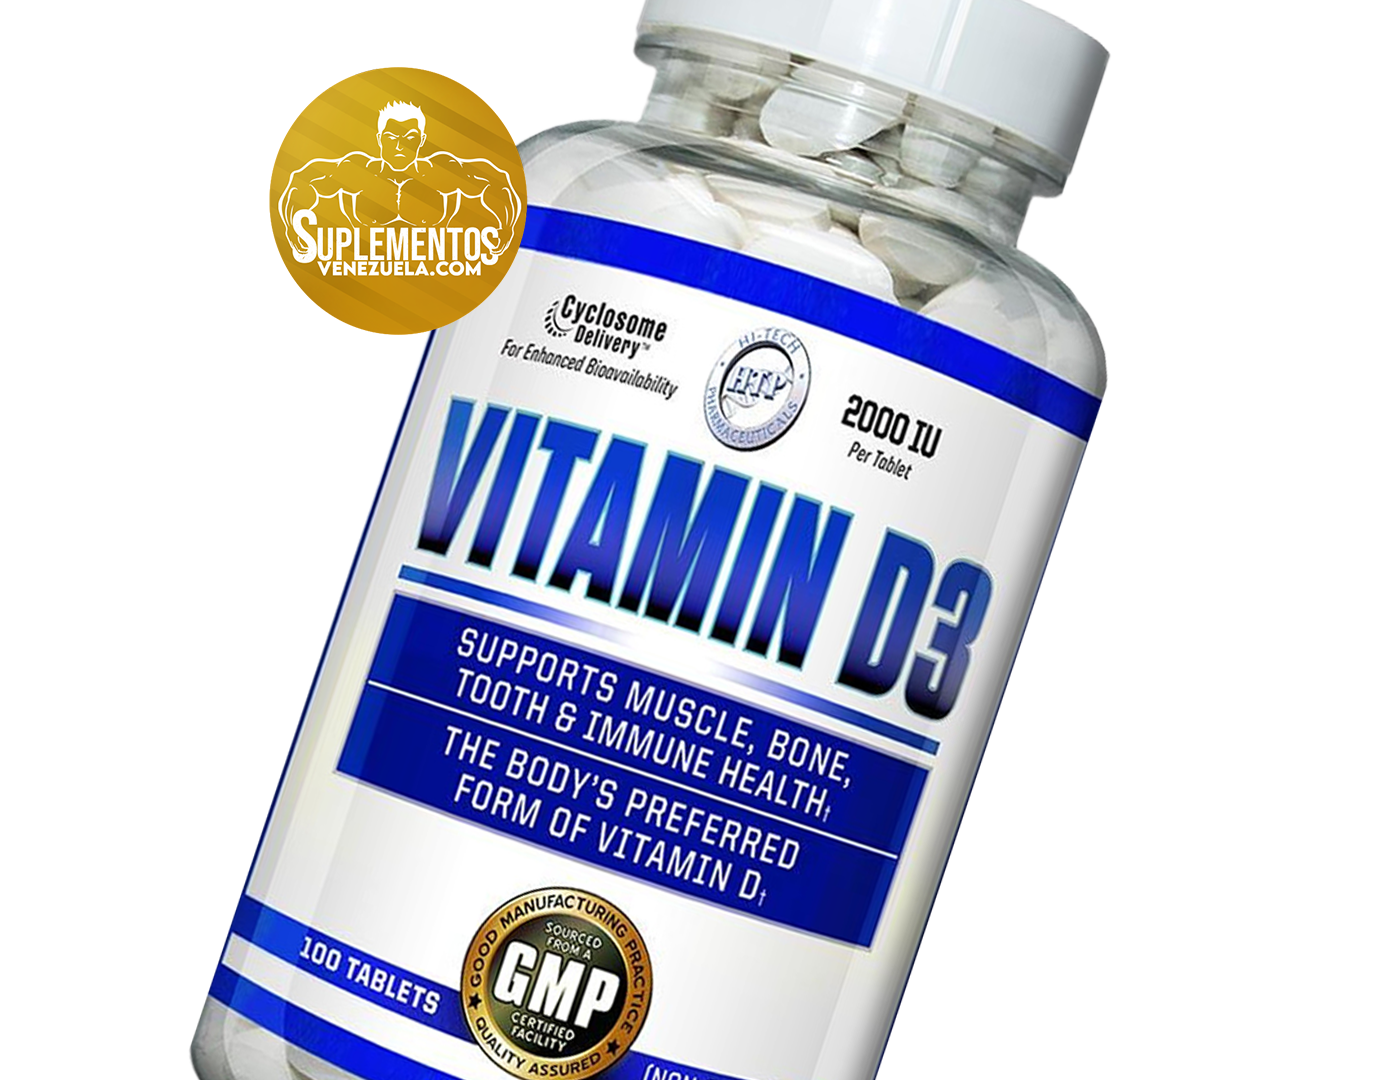 SUPLEMENTOS
VENEZUELA.COM
Cyclosome
Delivery™
For Enhanced Bioavailability
HI-TECH
HTP
PHARMACEUTICALS
2000 IU
Per Tablet
VITAMIN D3
SUPPORTS MUSCLE, BONE,
TOOTH & IMMUNE HEALTH†
THE BODY'S PREFERRED
FORM OF VITAMIN D†
100 TABLETS
GOOD MANUFACTURING PRACTICE
SOURCED
FROM A
GMP
CERTIFIED
FACILITY
QUALITY ASSURED